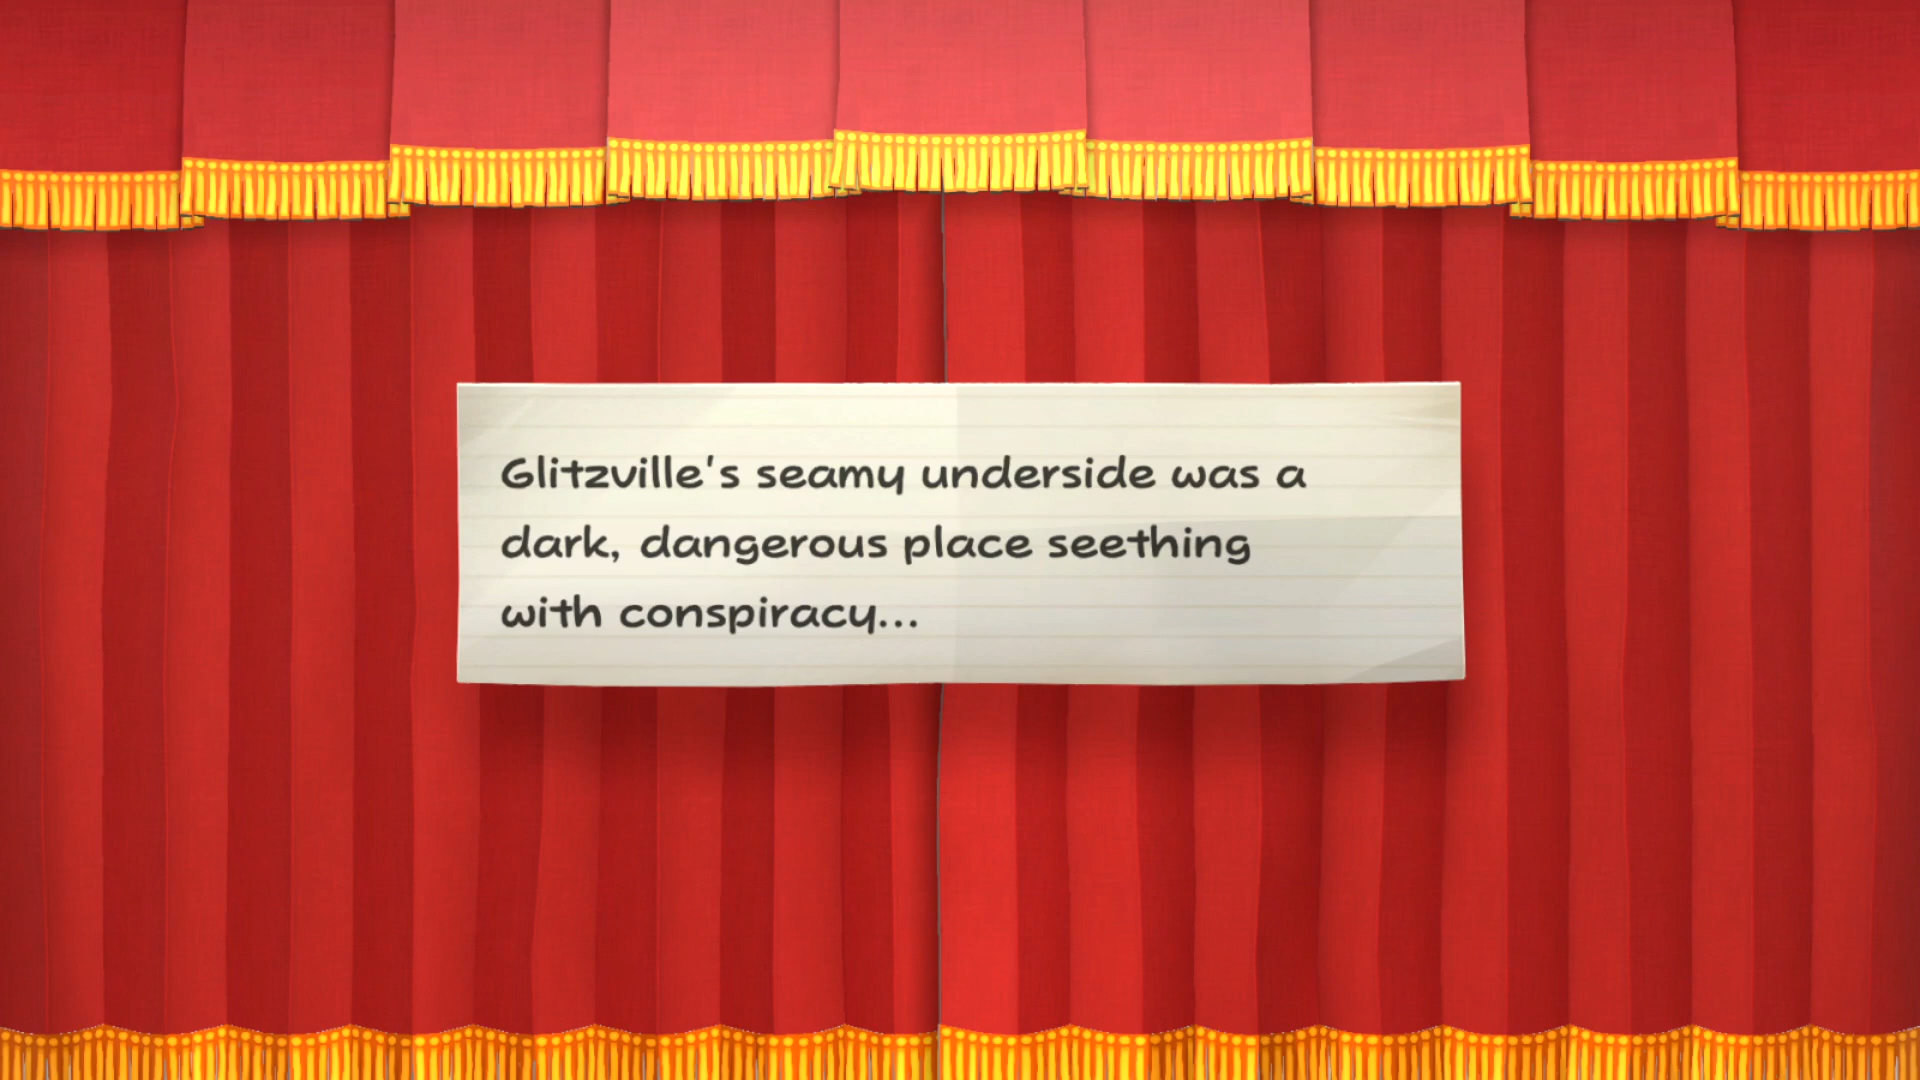 Glitzville's seamy underside was a
dark, dangerous place seething
with conspiracy...